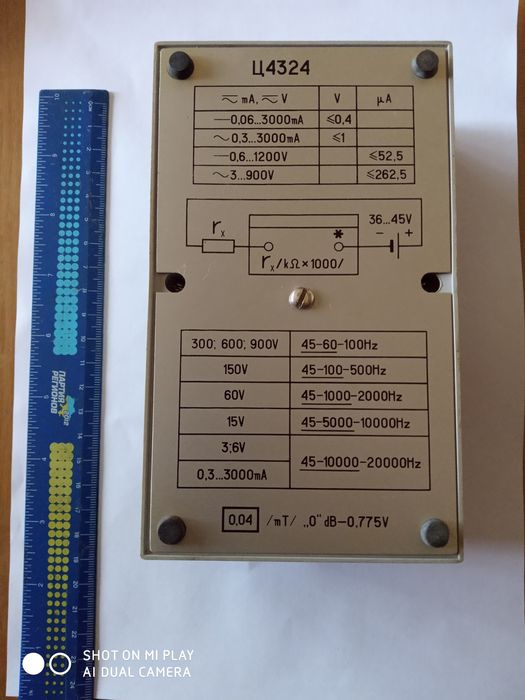 Ц4324
mA, V V μA
—0,06...3000mA ≤0,4
~0,3...3000mA ≤1
—0,6...1200V ≤52,5
~3...900V ≤262,5
36...45V
rx * − +
rx/kΩ×1000/
300; 600; 900V 45-60-100Hz
150V 45-100-500Hz
60V 45-1000-2000Hz
15V 45-5000-10000Hz
3;6V 45-10000-20000Hz
0,3...3000mA
0,04 /mT/ „0" dB—0,775V
ПАРТИЯ
РЕГИОНОВ
SHOT ON MI PLAY
AI DUAL CAMERA